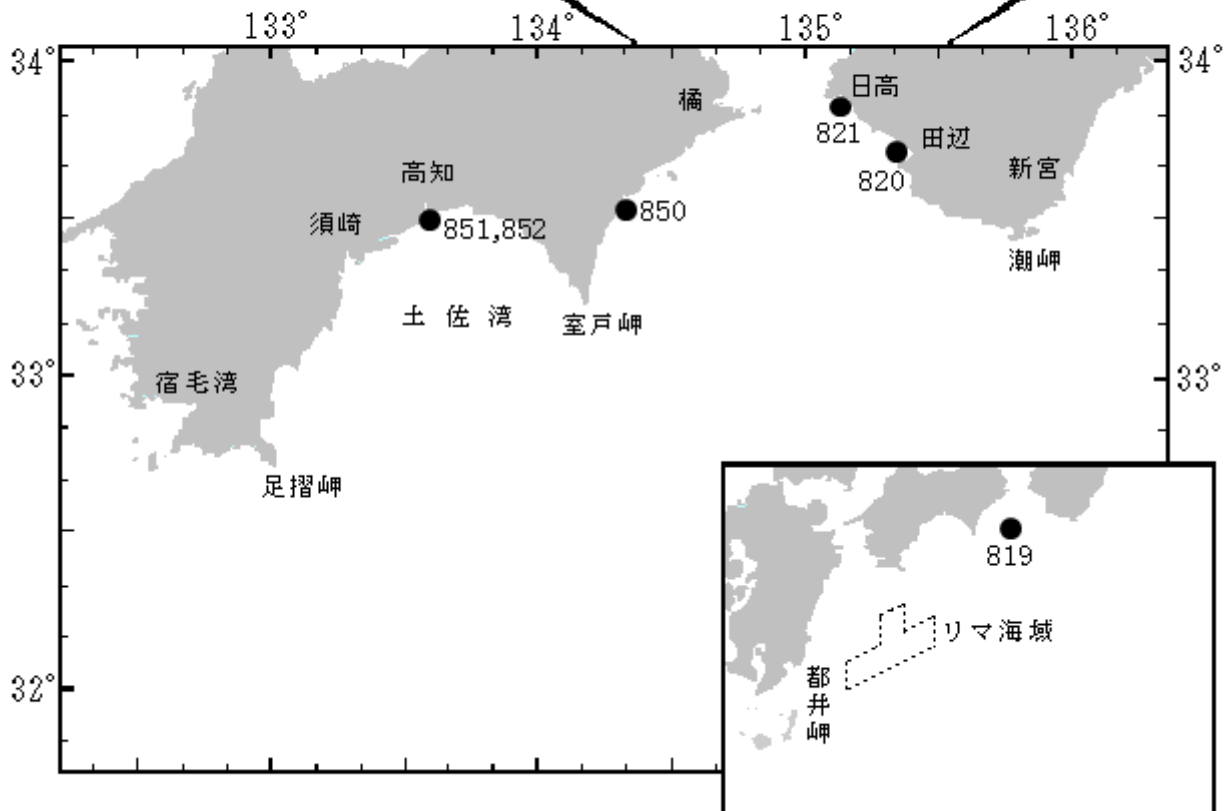 133° 134° 135° 136°
34° 34°
橘
日高
821
田辺
820
新宮
高知
850
須崎
851,852
潮岬
土佐湾
室戸岬
33° 33°
宿毛湾
足摺岬
819
リマ海域
32°
都井岬